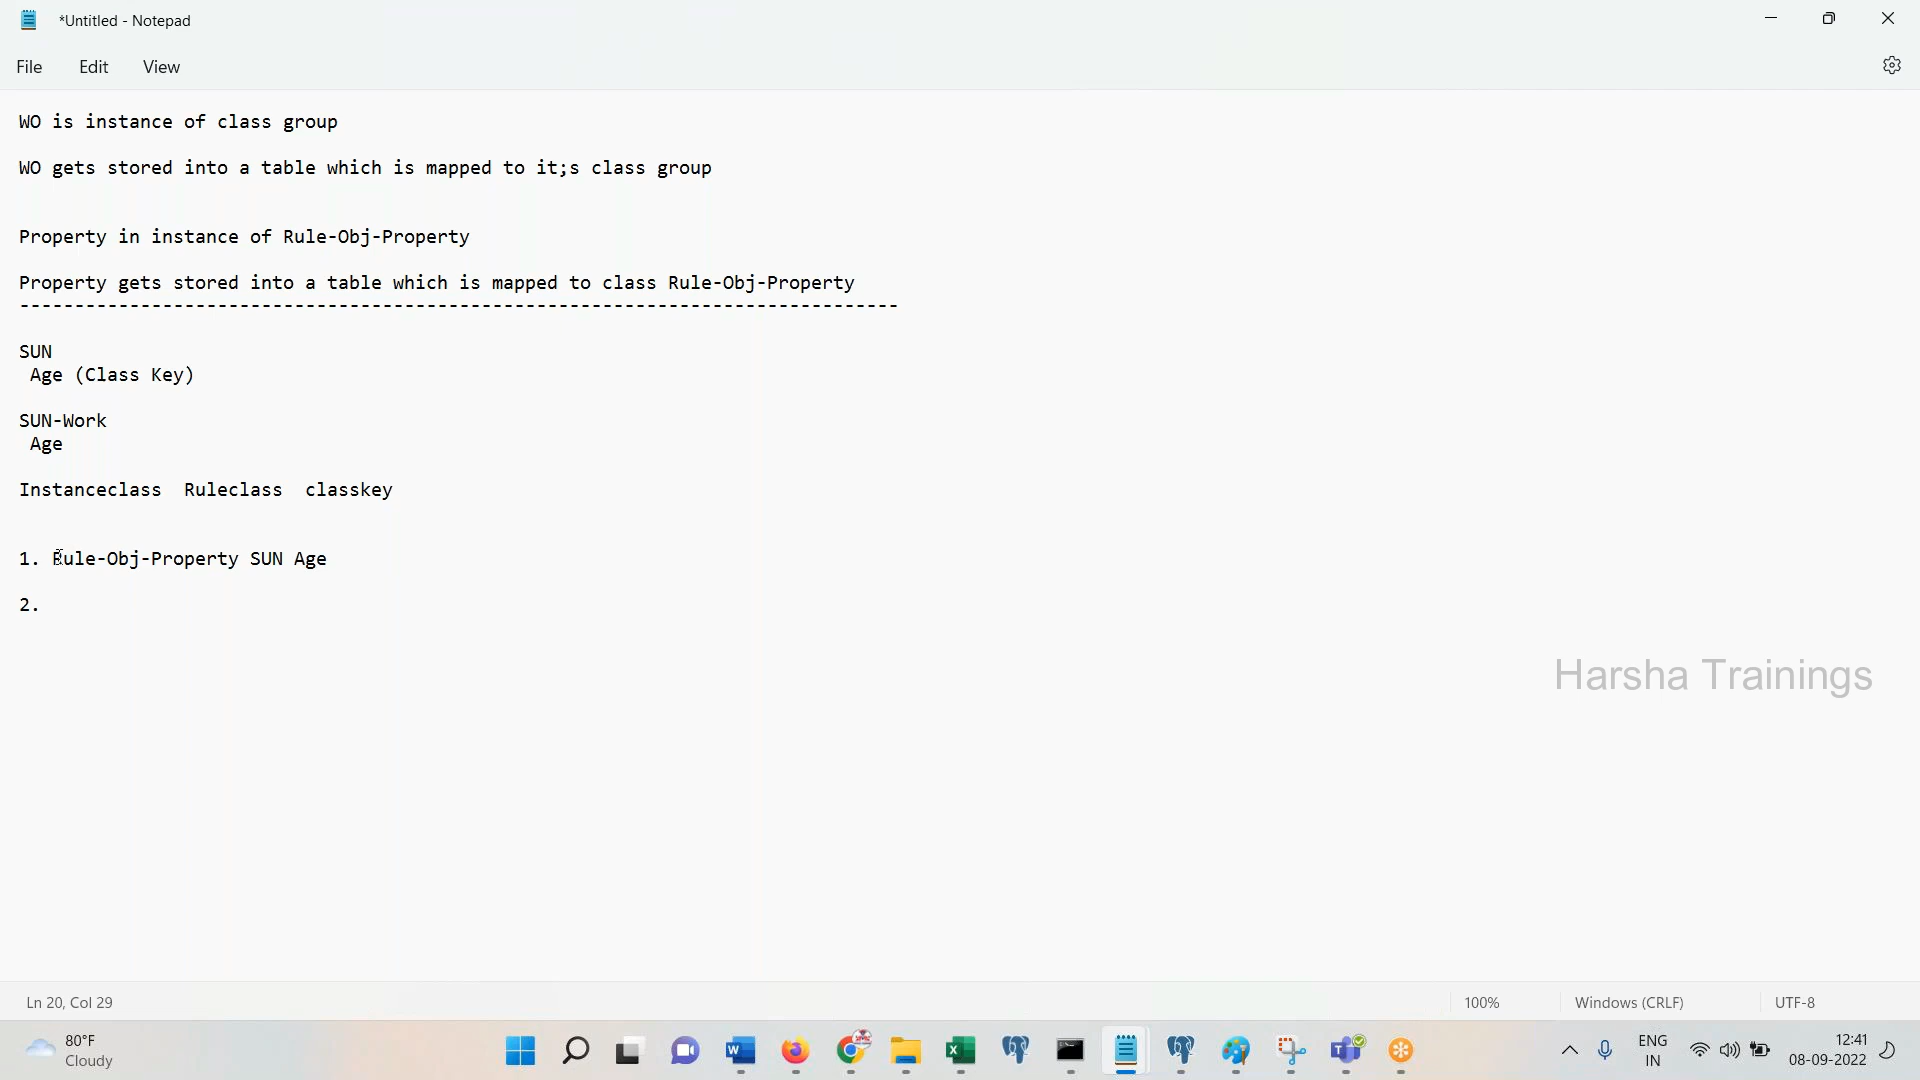 *Untitled - Notepad
File Edit View
WO is instance of class group
WO gets stored into a table which is mapped to it;s class group
Property in instance of Rule-Obj-Property
Property gets stored into a table which is mapped to class Rule-Obj-Property
--------------------------------------------------------------------------------
SUN
Age (Class Key)
SUN-Work
Age
Instanceclass Ruleclass classkey
1. Rule-Obj-Property SUN Age
2.
Harsha Trainings
Ln 20, Col 29 100% Windows (CRLF) UTF-8
80°F
Cloudy
ENG
IN
12:41
08-09-2022